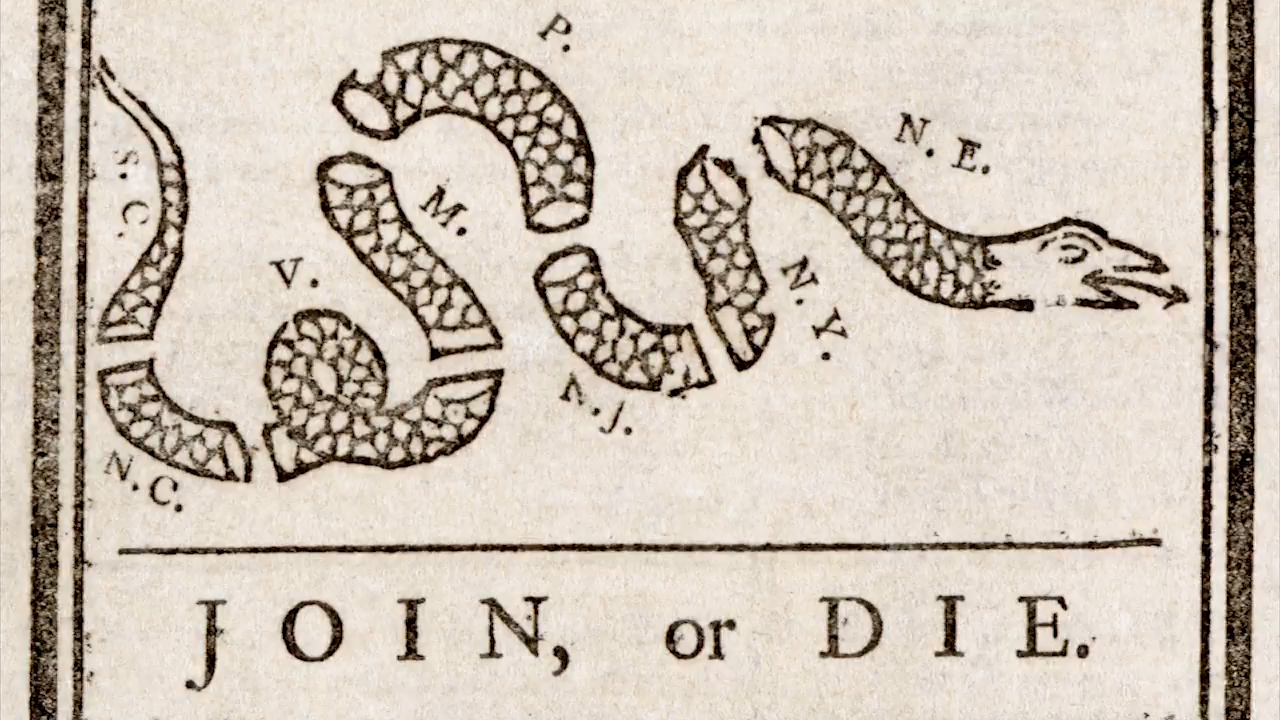 P.
N. E.
S. C.
M.
V.
N. Y.
N. J.
N. C.
JOIN, or DIE.